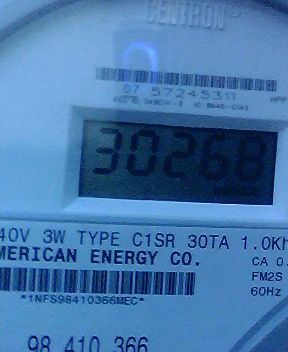 CENTRON
07 57245311
30268
40V 3W TYPE C1SR 30TA 1.0Kh
MERICAN ENERGY CO.
CA 0.
FM2S
*1NFS98410366MEC*
60Hz
98 410 366